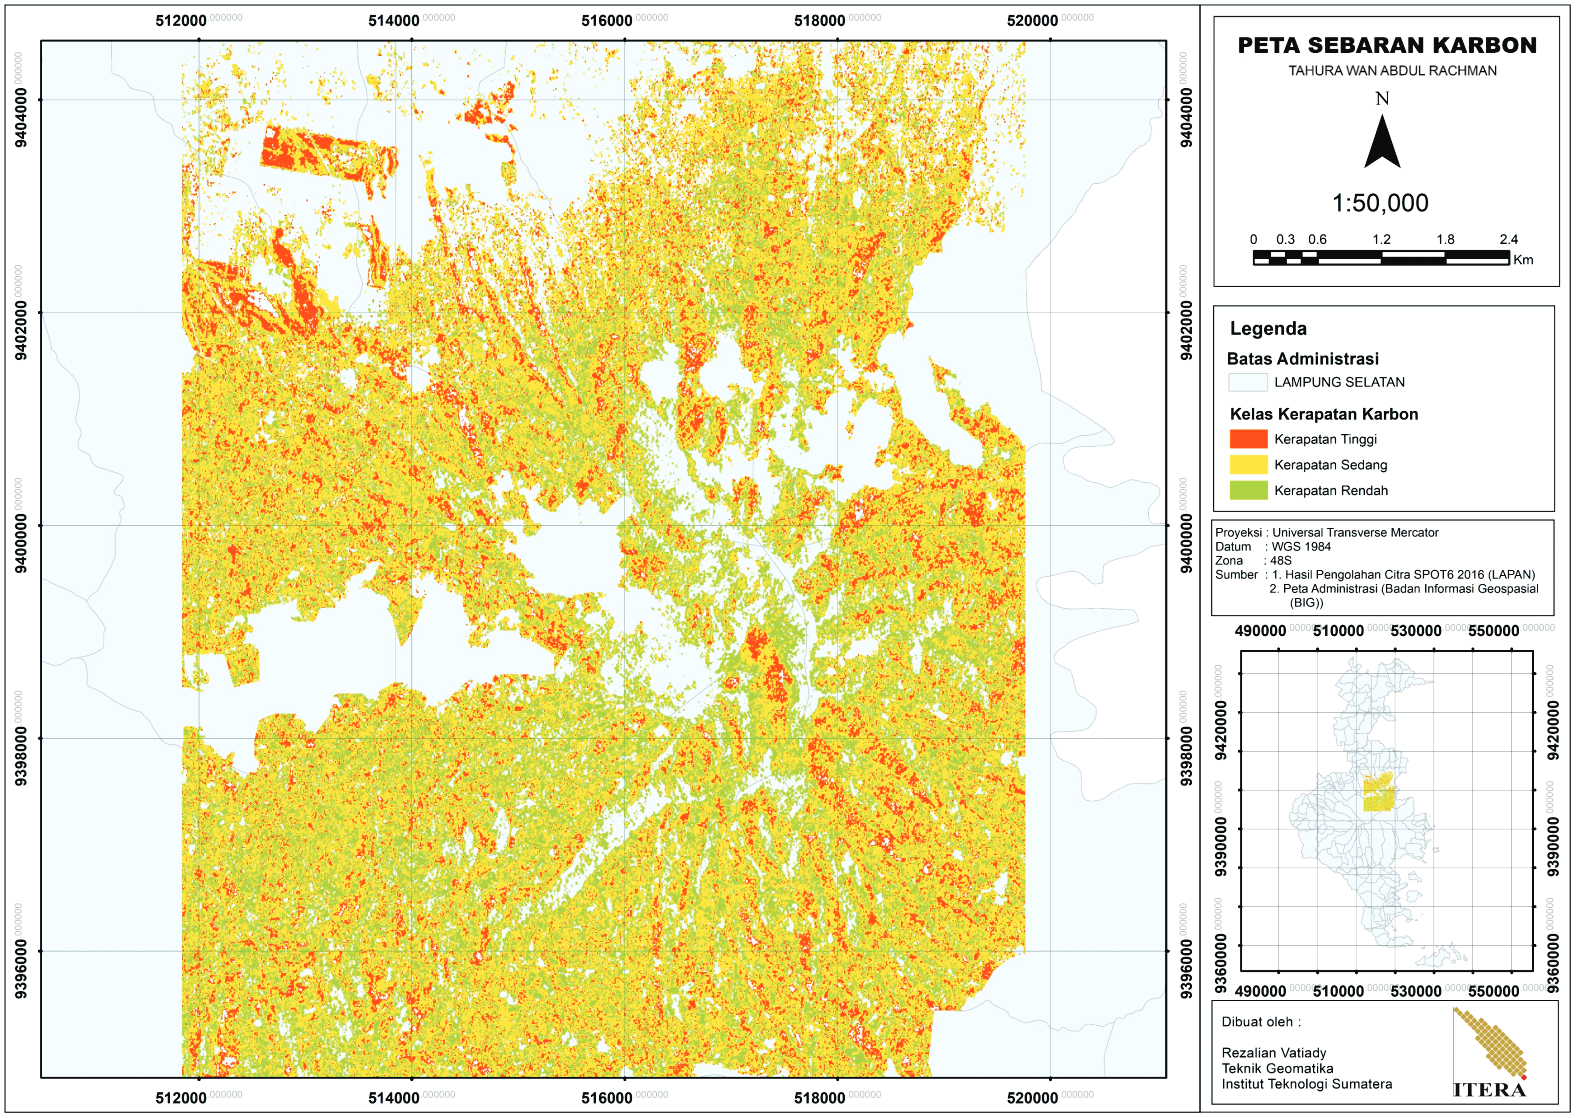 512000.000000 514000.000000 516000.000000 518000.000000 520000.000000
9404000.000000
9402000.000000
9400000.000000
9398000.000000
9396000.000000
9404000.000000
9402000.000000
9400000.000000
9398000.000000
9396000.000000
512000.000000 514000.000000 516000.000000 518000.000000 520000.000000
PETA SEBARAN KARBON
TAHURA WAN ABDUL RACHMAN
N
1:50,000
0 0.3 0.6 1.2 1.8 2.4
Km
Legenda
Batas Administrasi
LAMPUNG SELATAN
Kelas Kerapatan Karbon
Kerapatan Tinggi
Kerapatan Sedang
Kerapatan Rendah
Proyeksi : Universal Transverse Mercator
Datum : WGS 1984
Zona : 48S
Sumber : 1. Hasil Pengolahan Citra SPOT6 2016 (LAPAN)
2. Peta Administrasi (Badan Informasi Geospasial
(BIG))
490000.000000 510000.000000 530000.000000 550000.000000
9420000.000000
9390000.000000
9360000.000000
9420000.000000
9390000.000000
9360000.000000
490000.000000 510000.000000 530000.000000 550000.000000
Dibuat oleh :
Rezalian Vatiady
Teknik Geomatika
Institut Teknologi Sumatera
ITERA